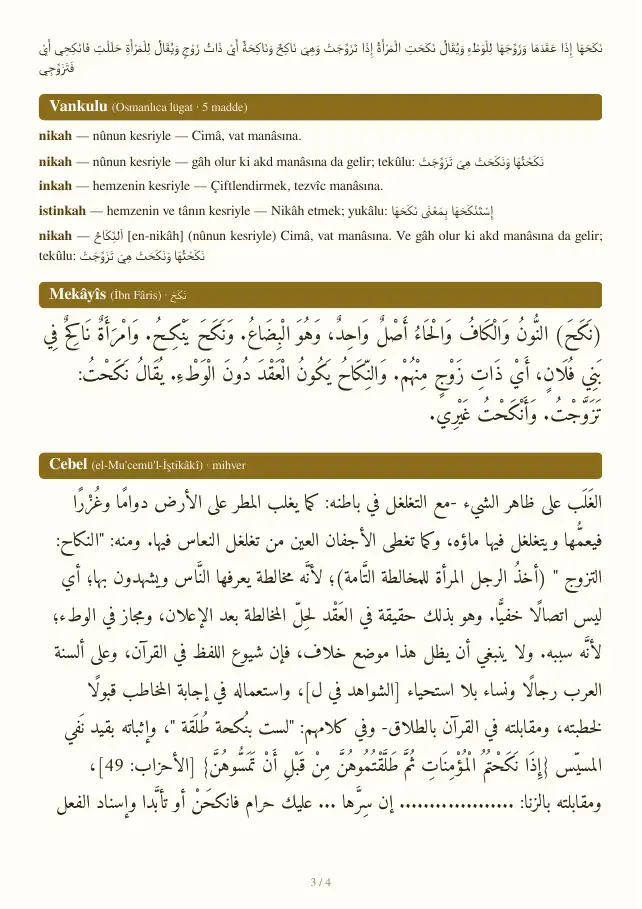 نَكَحَهَا إِذَا عَقَدَهَا وَزَوَّجَهَا لِلْوَطْءِ وَيُقَالُ نَكَحَتِ الْمَرْأَةُ إِذَا تَزَوَّجَتْ وَهِيَ نَاكِحٌ وَنَاكِحَةٌ أَيْ ذَاتُ زَوْجٍ وَيُقَالُ لِلْمَرْأَةِ حَلَلْتِ فَانْكِحِي أَيْ
فَتَزَوَّجِي
Vankulu (Osmanlıca lügat · 5 madde)
nikah — nûnun kesriyle — Cimâ, vat manâsına.
nikah — nûnun kesriyle — gâh olur ki akd manâsına da gelir; tekûlu: نَكَحْتُهَا وَنَكَحَتْ هِيَ تَزَوَّجَتْ
inkah — hemzenin kesriyle — Çiftlendirmek, tezvîc manâsına.
istinkah — hemzenin ve tânın kesriyle — Nikâh etmek; yukâlu: إِسْتَنْكَحَهَا بِمَعْنَى نَكَحَهَا
nikah — اَلنِّكَاحُ [en-nikâh] (nûnun kesriyle) Cimâ, vat manâsına. Ve gâh olur ki akd manâsına da gelir;
tekûlu: نَكَحْتُهَا وَنَكَحَتْ هِيَ تَزَوَّجَتْ
Mekâyîs (İbn Fâris) · نَكَحَ
(نَكَحَ) النُّونُ وَالْكَافُ وَالْحَاءُ أَصْلٌ وَاحِدٌ، وَهُوَ الْبِضَاعُ. وَنَكَحَ يَنْكِحُ. وَامْرَأَةٌ نَاكِحٌ فِي
بَنِي فُلَانٍ، أَيْ ذَاتِ زَوْجٍ مِنْهُمْ. وَالنِّكَاحُ يَكُونُ الْعَقْدَ دُونَ الْوَطْءِ. يُقَالُ نَكَحْتُ:
تَزَوَّجْتُ. وَأَنْكَحْتُ غَيْرِي.
Cebel (el-Mu'cemü'l-İştikâkî) · mihver
الغَلَب على ظاهر الشيء -مع التغلغل في باطنه: كما يغلب المطر على الأرض دوامًا وغُزْرًا
فيعمُّها ويتغلغل فيها ماؤه، وكما تغطى الأجفان العين من تغلغل النعاس فيها. ومنه: "النكاح:
التزوج " (أخذُ الرجل المرأة للمخالطة التَّامة)؛ لأنَّه مخالطة يعرفها النَّاس ويشهدون بها؛ أي
ليس اتصالًا خفيًّا. وهو بذلك حقيقة في العَقْد لحِلّ المخالطة بعد الإعلان، ومجاز في الوطء؛
لأنَّه سببه. ولا ينبغي أن يظل هذا موضع خلاف، فإن شيوع اللفظ في القرآن، وعلى ألسنة
العرب رجالًا ونساء بلا استحياء [الشواهد في ل]، واستعماله في إجابة المخاطب قبولًا
لخطبته، ومقابلته في القرآن بالطلاق- وفي كلامهم: "لست بنُكحة طُلَقَة "، وإثباته بقيد نَفي
المسيّس {إِذَا نَكَحْتُمُ الْمُؤْمِنَاتِ ثُمَّ طَلَّقْتُمُوهُنَّ مِنْ قَبْلِ أَنْ تَمَسُّوهُنَّ} [الأحزاب: 49]،
ومقابلته بالزنا: .................. إن سِرَّها ... عليك حرام فانكحَنْ أو تأبَّدا وإسناد الفعل
3 / 4